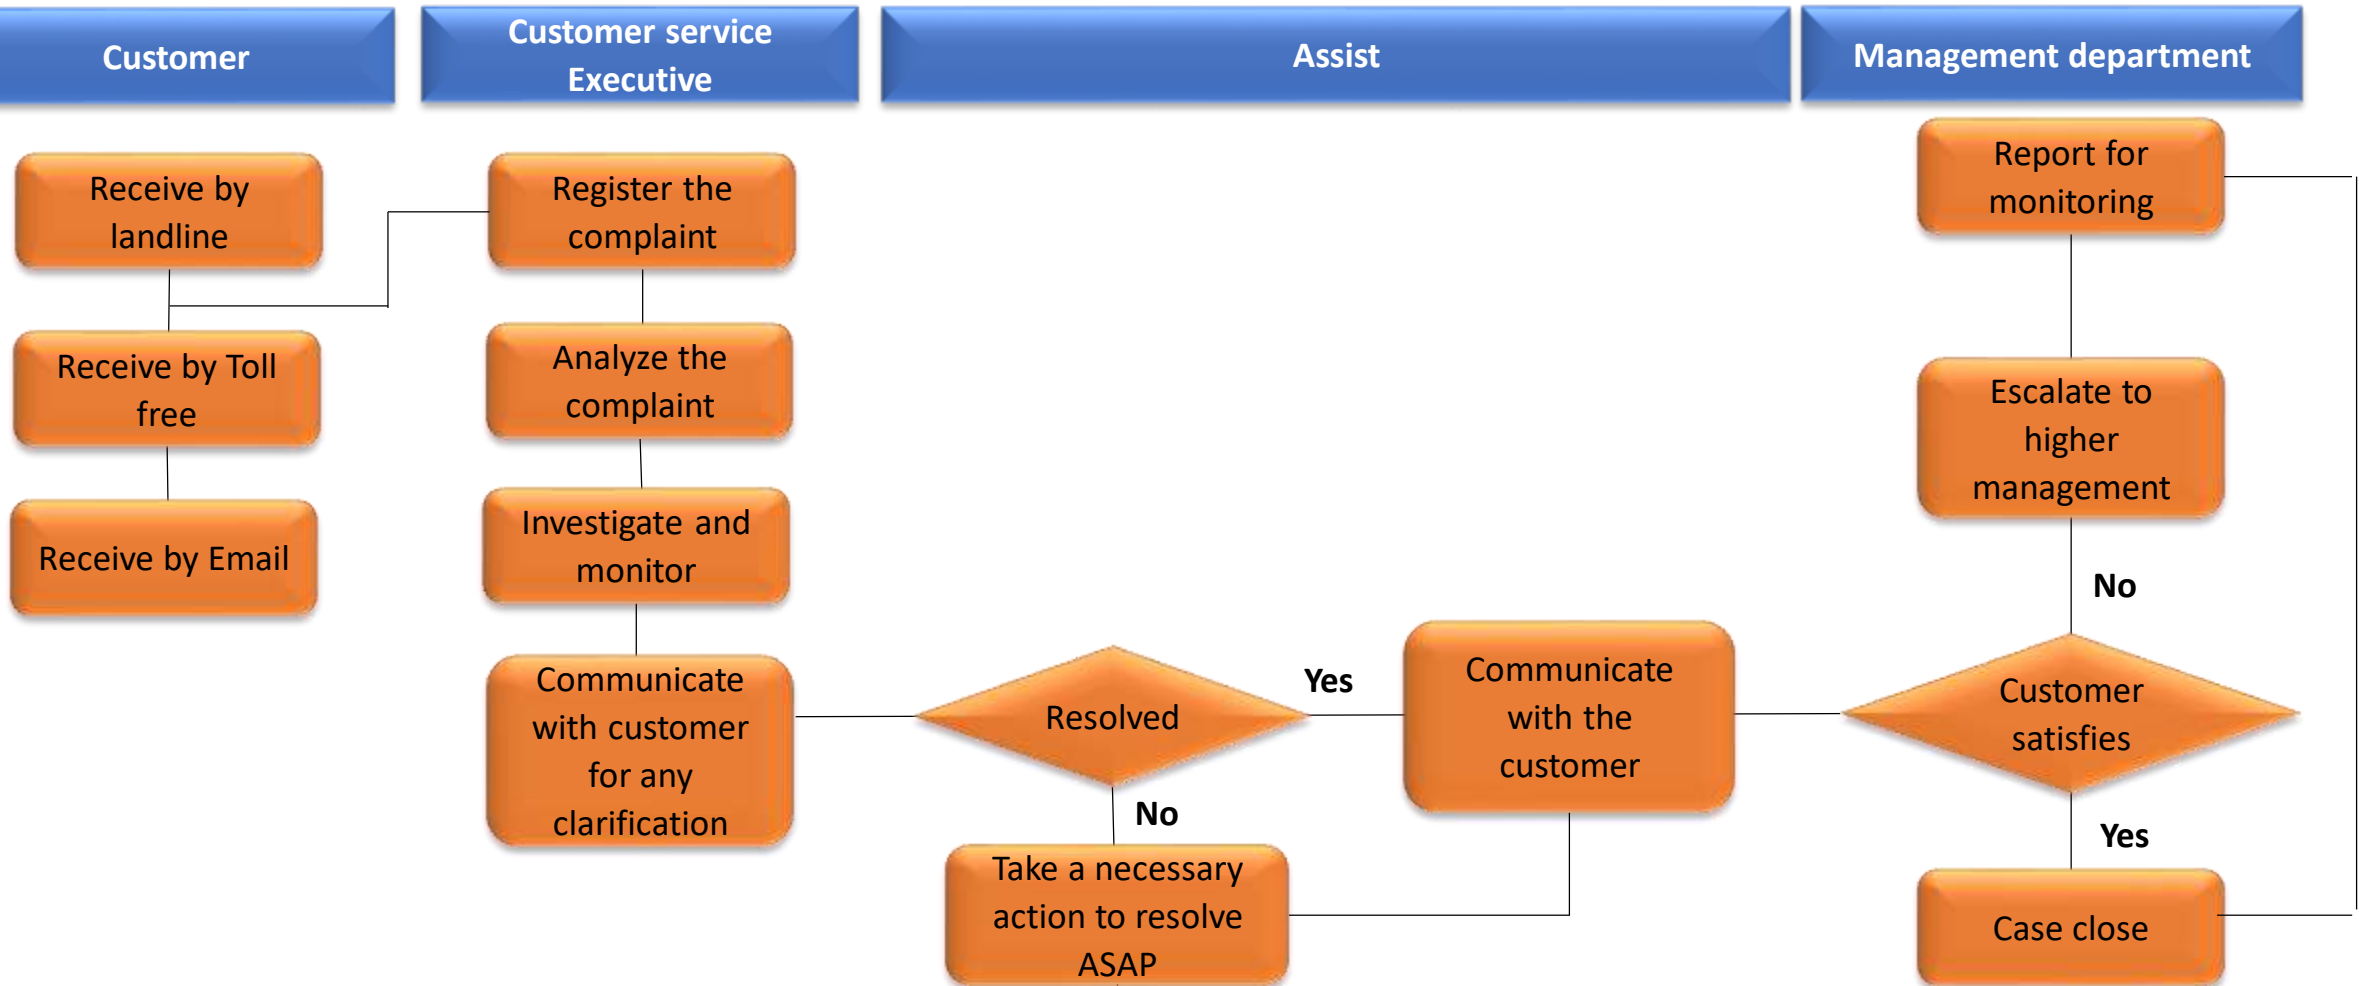 Customer
Customer service
Executive
Assist
Management department
Receive by
landline
Receive by Toll
free
Receive by Email
Register the
complaint
Analyze the
complaint
Investigate and
monitor
Communicate
with customer
for any
clarification
Resolved
Yes
No
Take a necessary
action to resolve
ASAP
Communicate
with the
customer
Report for
monitoring
Escalate to
higher
management
No
Customer
satisfies
Yes
Case close